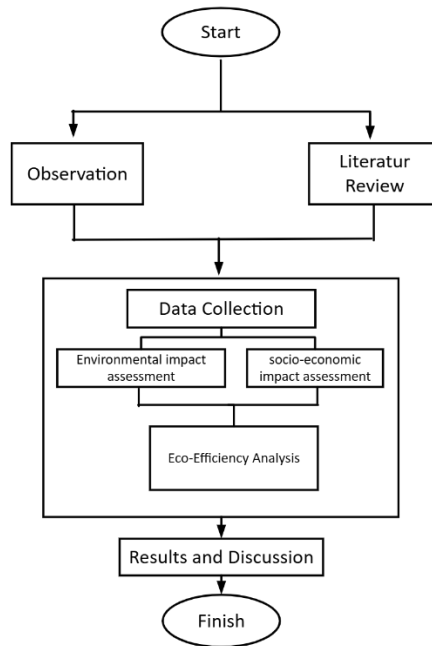 Start
Observation
Literatur
Review
Data Collection
Environmental impact
assessment
socio-economic
impact assessment
Eco-Efficiency Analysis
Results and Discussion
Finish